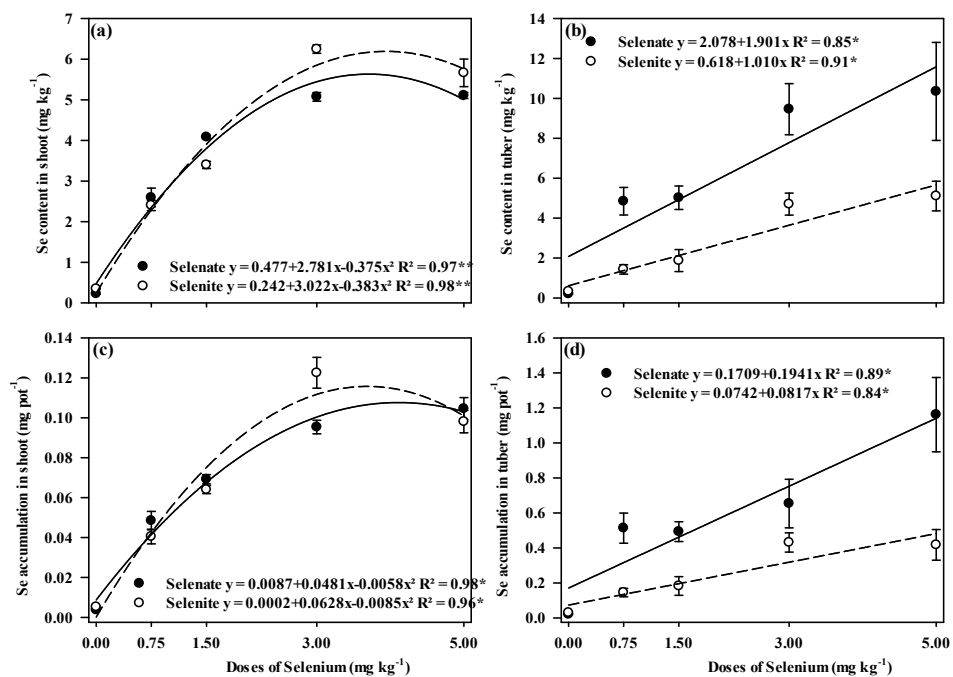 (a)
Se content in shoot (mg kg⁻¹)
7
6
5
4
3
2
1
0
Selenate y = 0.477+2.781x-0.375x² R² = 0.97**
Selenite y = 0.242+3.022x-0.383x² R² = 0.98**
(b)
Se content in tuber (mg kg⁻¹)
14
12
10
8
6
4
2
0
Selenate y = 2.078+1.901x R² = 0.85*
Selenite y = 0.618+1.010x R² = 0.91*
(c)
Se accumulation in shoot (mg pot⁻¹)
0.14
0.12
0.10
0.08
0.06
0.04
0.02
0.00
Selenate y = 0.0087+0.0481x-0.0058x² R² = 0.98*
Selenite y = 0.0002+0.0628x-0.0085x² R² = 0.96*
0.00 0.75 1.50 3.00 5.00
Doses of Selenium (mg kg⁻¹)
(d)
Se accumulation in tuber (mg pot⁻¹)
1.6
1.4
1.2
1.0
0.8
0.6
0.4
0.2
0.0
Selenate y = 0.1709+0.1941x R² = 0.89*
Selenite y = 0.0742+0.0817x R² = 0.84*
0.00 0.75 1.50 3.00 5.00
Doses of Selenium (mg kg⁻¹)